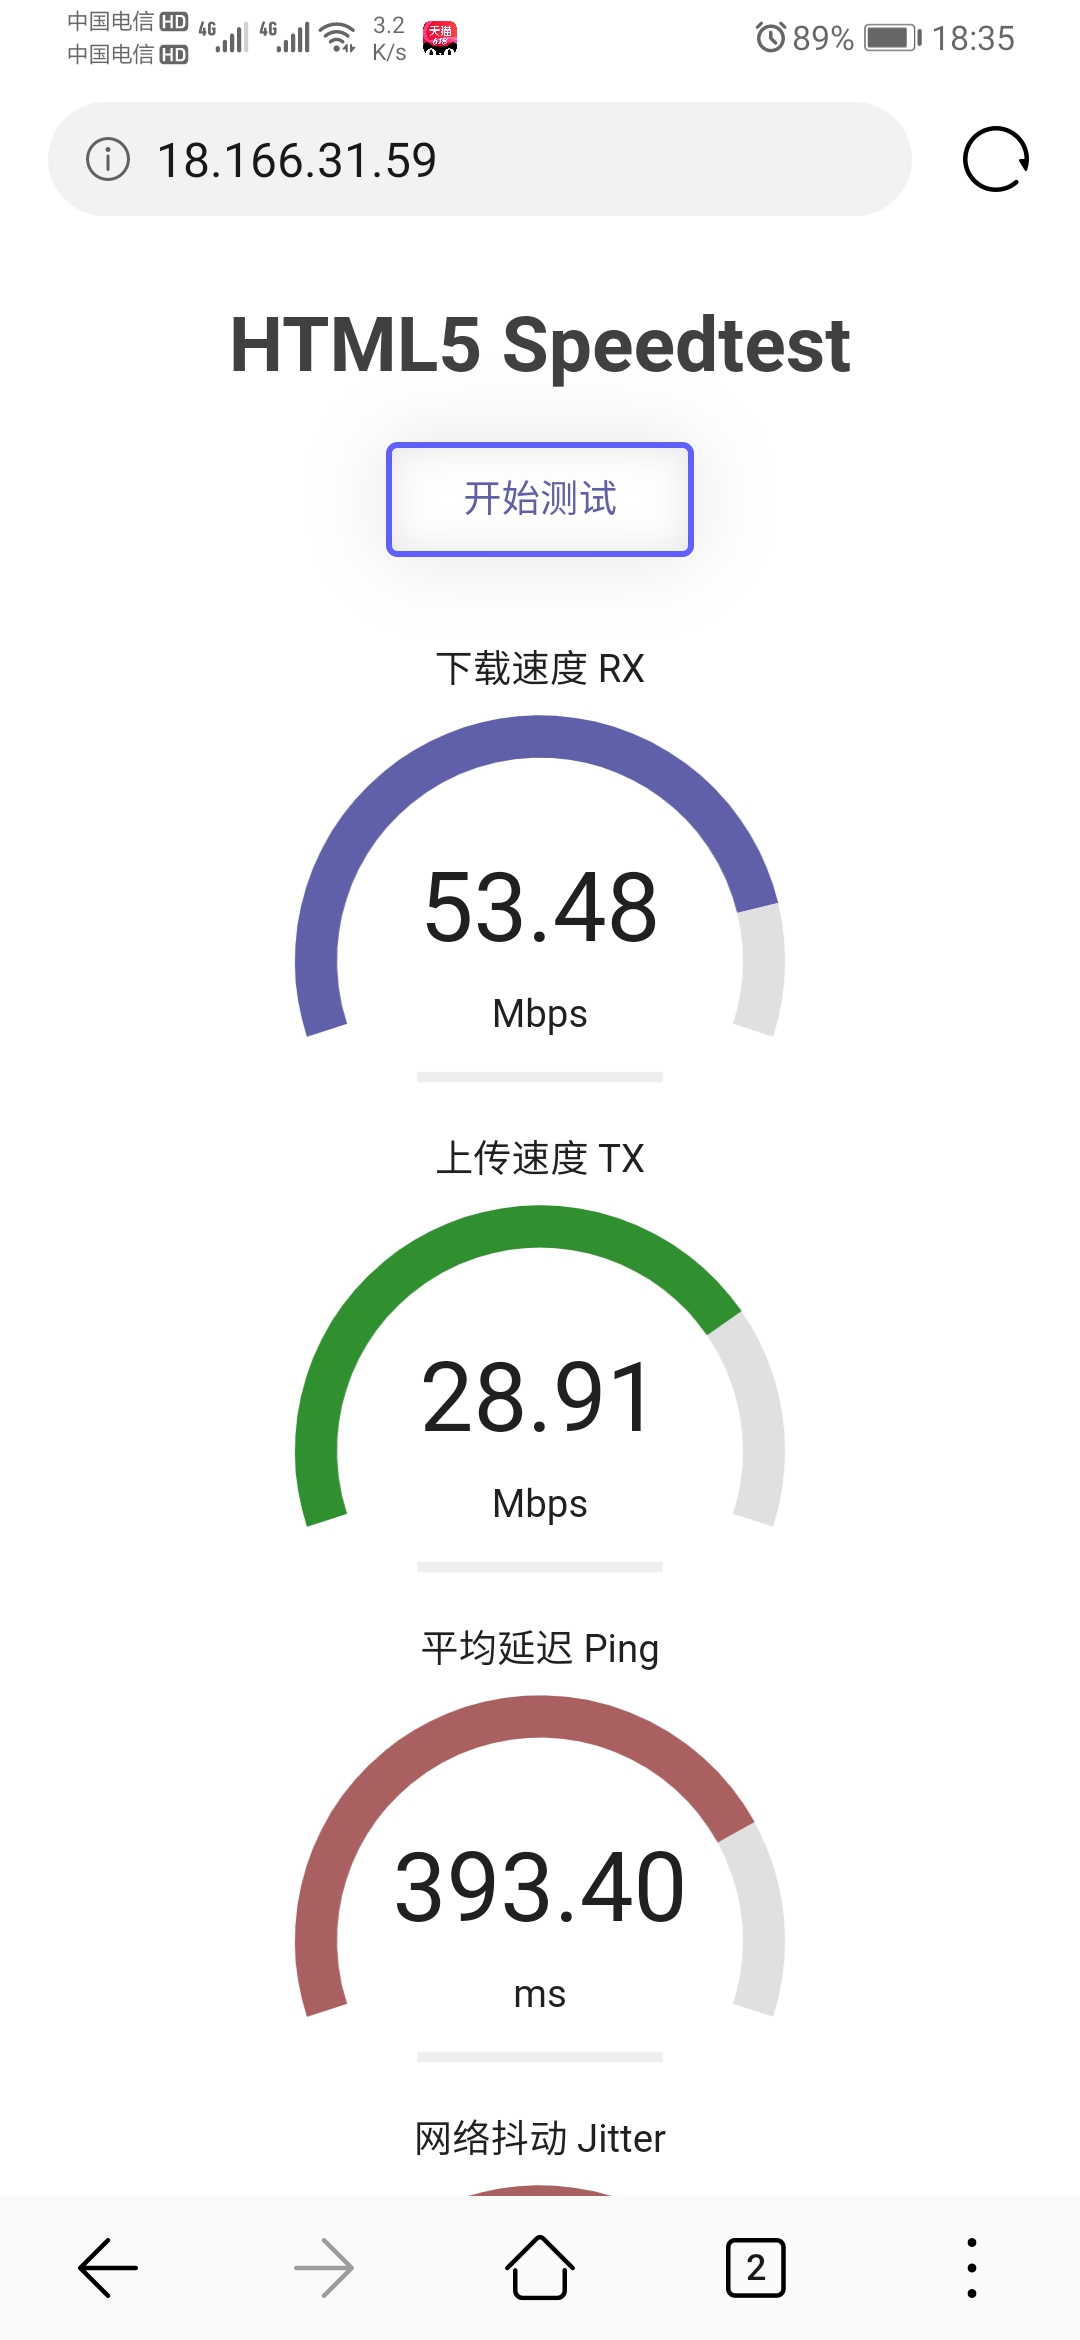 中国电信 HD 4G 4G 3.2 K/s 天猫 618 89% 18:35
中国电信 HD
18.166.31.59
HTML5 Speedtest
开始测试
下载速度 RX
53.48
Mbps
上传速度 TX
28.91
Mbps
平均延迟 Ping
393.40
ms
网络抖动 Jitter
2